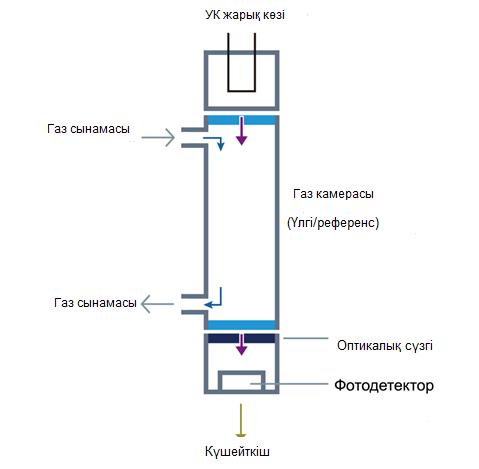 УК жарық көзі
Газ сынамасы
Газ камерасы
(Үлгі/референс)
Газ сынамасы
Оптикалық сүзгі
Фотодетектор
Күшейткіш